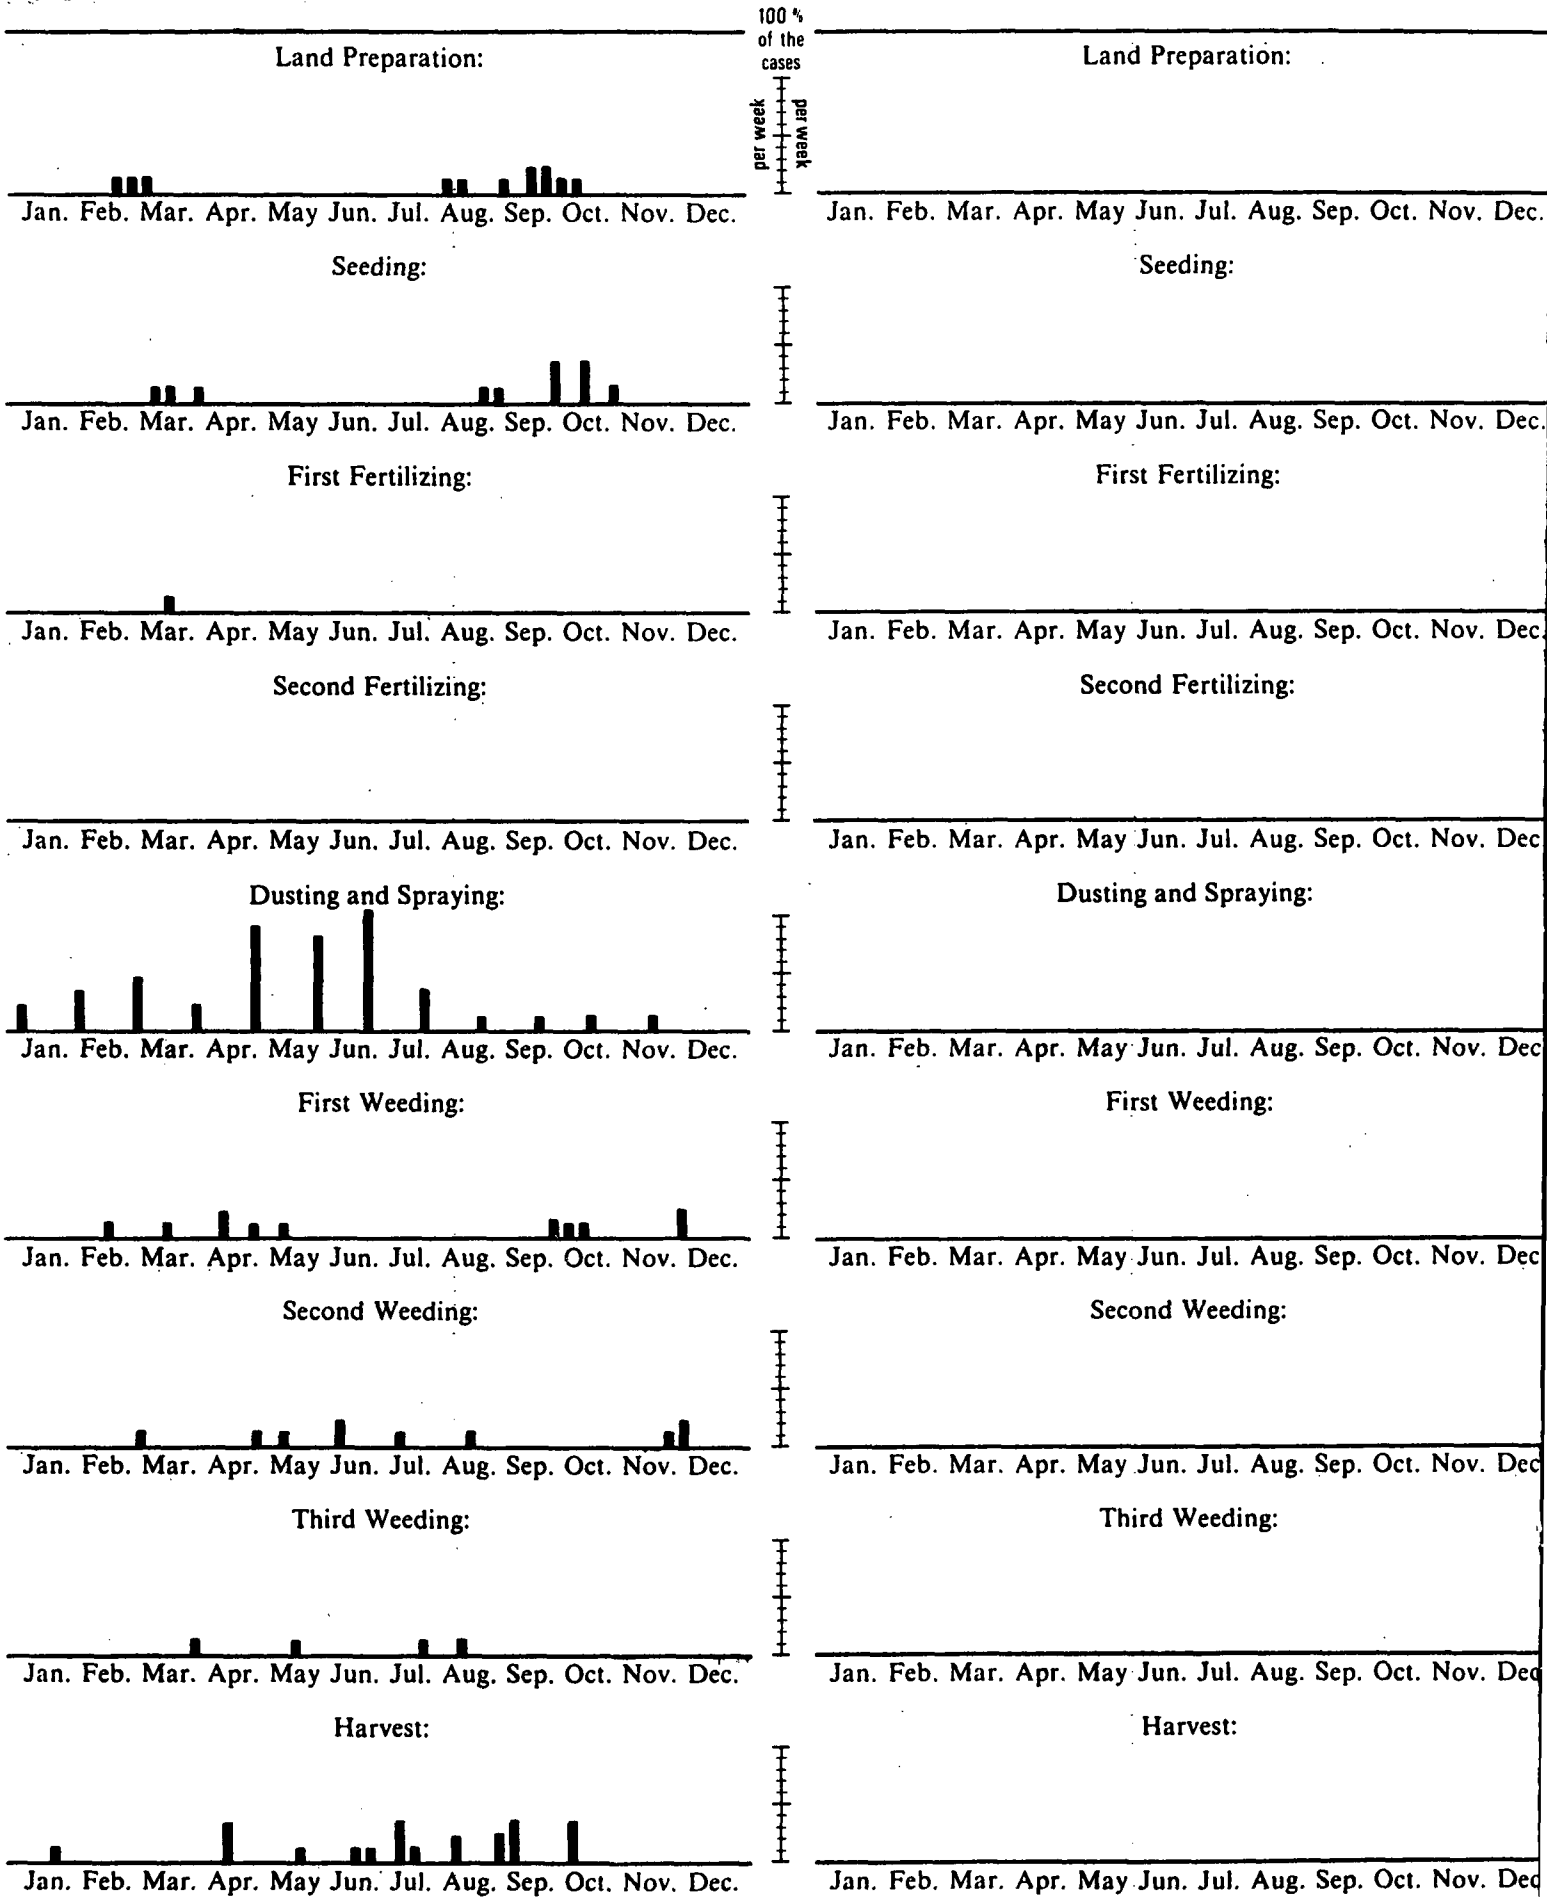 100 %
of the
cases
per week
per week
Land Preparation:
Jan. Feb. Mar. Apr. May Jun. Jul. Aug. Sep. Oct. Nov. Dec.
Seeding:
Jan. Feb. Mar. Apr. May Jun. Jul. Aug. Sep. Oct. Nov. Dec.
First Fertilizing:
Jan. Feb. Mar. Apr. May Jun. Jul. Aug. Sep. Oct. Nov. Dec.
Second Fertilizing:
Jan. Feb. Mar. Apr. May Jun. Jul. Aug. Sep. Oct. Nov. Dec.
Dusting and Spraying:
Jan. Feb. Mar. Apr. May Jun. Jul. Aug. Sep. Oct. Nov. Dec.
First Weeding:
Jan. Feb. Mar. Apr. May Jun. Jul. Aug. Sep. Oct. Nov. Dec.
Second Weeding:
Jan. Feb. Mar. Apr. May Jun. Jul. Aug. Sep. Oct. Nov. Dec.
Third Weeding:
Jan. Feb. Mar. Apr. May Jun. Jul. Aug. Sep. Oct. Nov. Dec.
Harvest:
Jan. Feb. Mar. Apr. May Jun. Jul. Aug. Sep. Oct. Nov. Dec.
Land Preparation:
Jan. Feb. Mar. Apr. May Jun. Jul. Aug. Sep. Oct. Nov. Dec.
Seeding:
Jan. Feb. Mar. Apr. May Jun. Jul. Aug. Sep. Oct. Nov. Dec.
First Fertilizing:
Jan. Feb. Mar. Apr. May Jun. Jul. Aug. Sep. Oct. Nov. Dec.
Second Fertilizing:
Jan. Feb. Mar. Apr. May Jun. Jul. Aug. Sep. Oct. Nov. Dec
Dusting and Spraying:
Jan. Feb. Mar. Apr. May Jun. Jul. Aug. Sep. Oct. Nov. Dec
First Weeding:
Jan. Feb. Mar. Apr. May Jun. Jul. Aug. Sep. Oct. Nov. Dec
Second Weeding:
Jan. Feb. Mar. Apr. May Jun. Jul. Aug. Sep. Oct. Nov. Dec
Third Weeding:
Jan. Feb. Mar. Apr. May Jun. Jul. Aug. Sep. Oct. Nov. Dec
Harvest:
Jan. Feb. Mar. Apr. May Jun. Jul. Aug. Sep. Oct. Nov. Dec